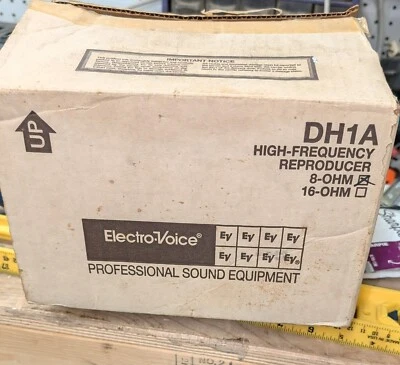 IMPORTANT NOTICE
UP
DH1A
HIGH-FREQUENCY
REPRODUCER
8-OHM
16-OHM
Electro-Voice®
EV EV EV EV
EV EV EV EV®
PROFESSIONAL SOUND EQUIPMENT